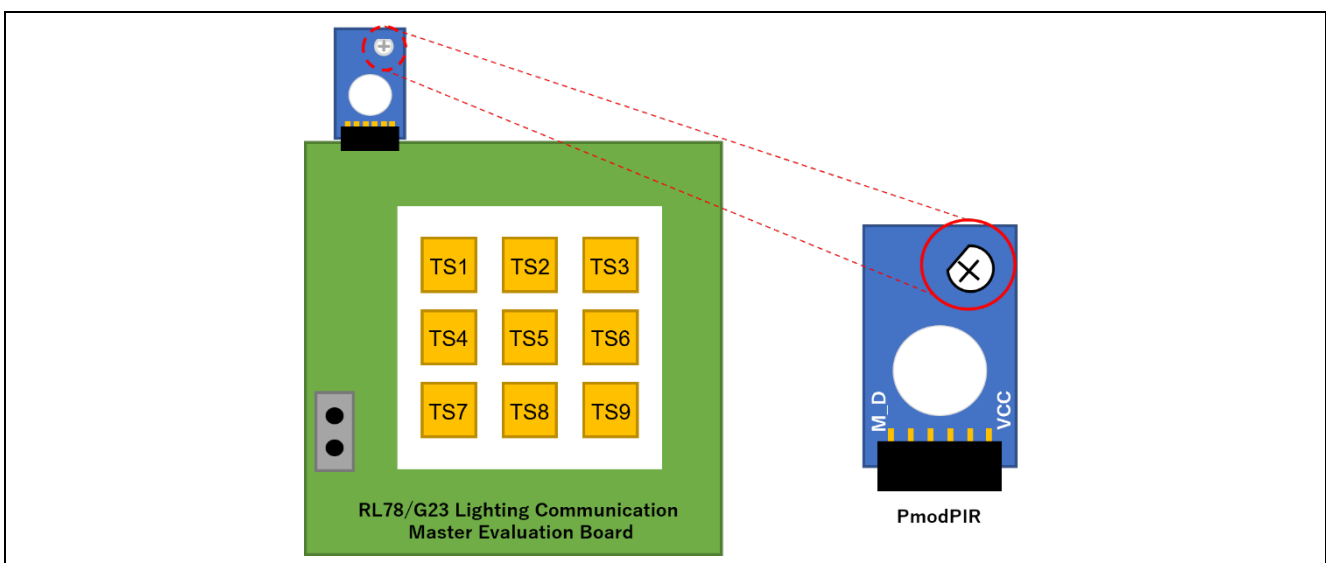 TS1 TS2 TS3
TS4 TS5 TS6
TS7 TS8 TS9
RL78/G23 Lighting Communication
Master Evaluation Board
M_D
VCC
PmodPIR